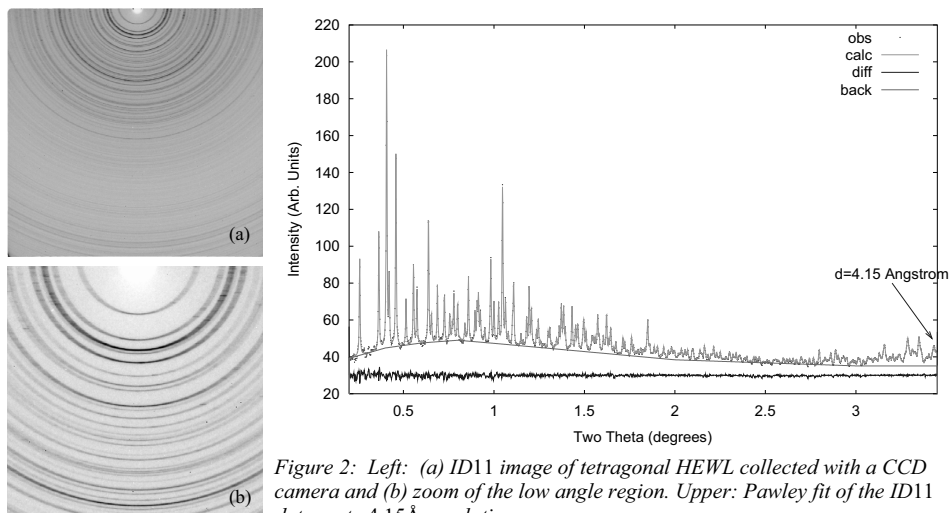 (a)
(b)
220
200
180
160
140
120
100
80
60
40
20
Intensity (Arb. Units)
obs
calc
diff
back
d=4.15 Angstrom
0.5 1 1.5 2 2.5 3
Two Theta (degrees)
Figure 2: Left: (a) ID11 image of tetragonal HEWL collected with a CCD
camera and (b) zoom of the low angle region. Upper: Pawley fit of the ID11